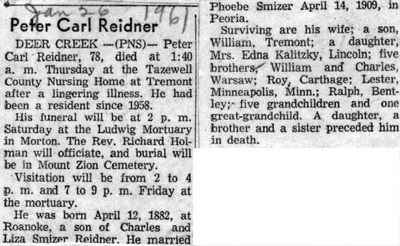 Jan 26 1961
Peter Carl Reidner
DEER CREEK —(PNS)— Peter
Carl Reidner, 78, died at 1:40
a. m. Thursday at the Tazewell
County Nursing Home at Tremont
after a lingering illness. He had
been a resident since 1958.
His funeral will be at 2 p. m.
Saturday at the Ludwig Mortuary
in Morton. The Rev. Richard Hol-
man will officiate, and burial will
be in Mount Zion Cemetery.
Visitation will be from 2 to 4
p. m. and 7 to 9 p. m. Friday at
the mortuary.
He was born April 12, 1882, at
Roanoke, a son of Charles and
Liza Smizer Reidner. He married
Phoebe Smizer April 14, 1909, in
Peoria.
Surviving are his wife; a son,
William, Tremont; a daughter,
Mrs. Edna Kalitzky, Lincoln; five
brothers, William and Charles,
Warsaw; Roy, Carthage; Lester,
Minneapolis, Minn.; Ralph, Bent-
ley; five grandchildren and one
great-grandchild. A daughter, a
brother and a sister preceded him
in death.